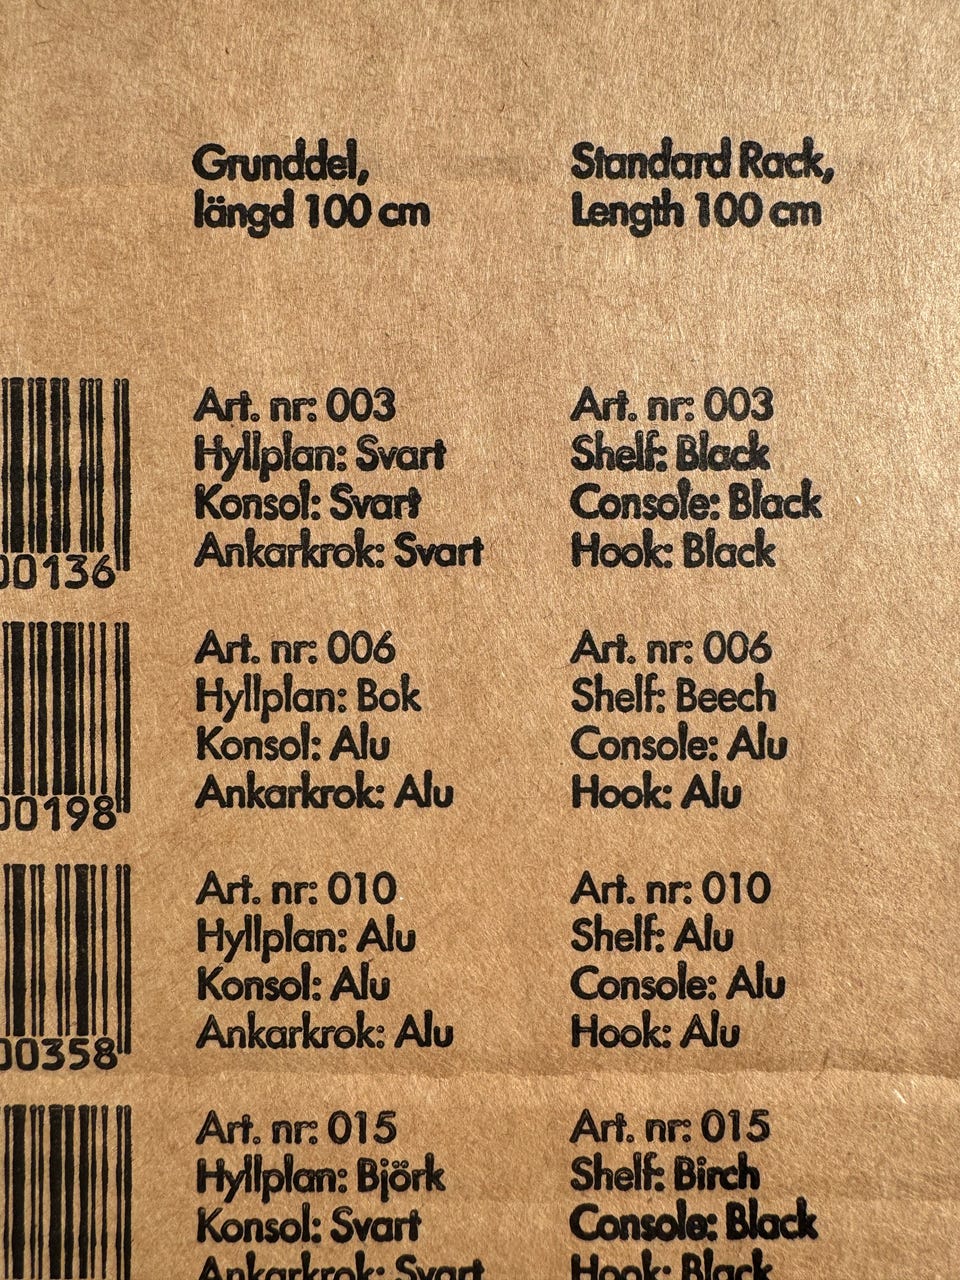 Grunddel,
längd 100 cm
Standard Rack,
Length 100 cm
00136
Art. nr: 003
Hyllplan: Svart
Konsol: Svart
Ankarkrok: Svart
Art. nr: 003
Shelf: Black
Console: Black
Hook: Black
00198
Art. nr: 006
Hyllplan: Bok
Konsol: Alu
Ankarkrok: Alu
Art. nr: 006
Shelf: Beech
Console: Alu
Hook: Alu
00358
Art. nr: 010
Hyllplan: Alu
Konsol: Alu
Ankarkrok: Alu
Art. nr: 010
Shelf: Alu
Console: Alu
Hook: Alu
Art. nr: 015
Hyllplan: Björk
Konsol: Svart
Ankarkrok: Svart
Art. nr: 015
Shelf: Birch
Console: Black
Hook: Black